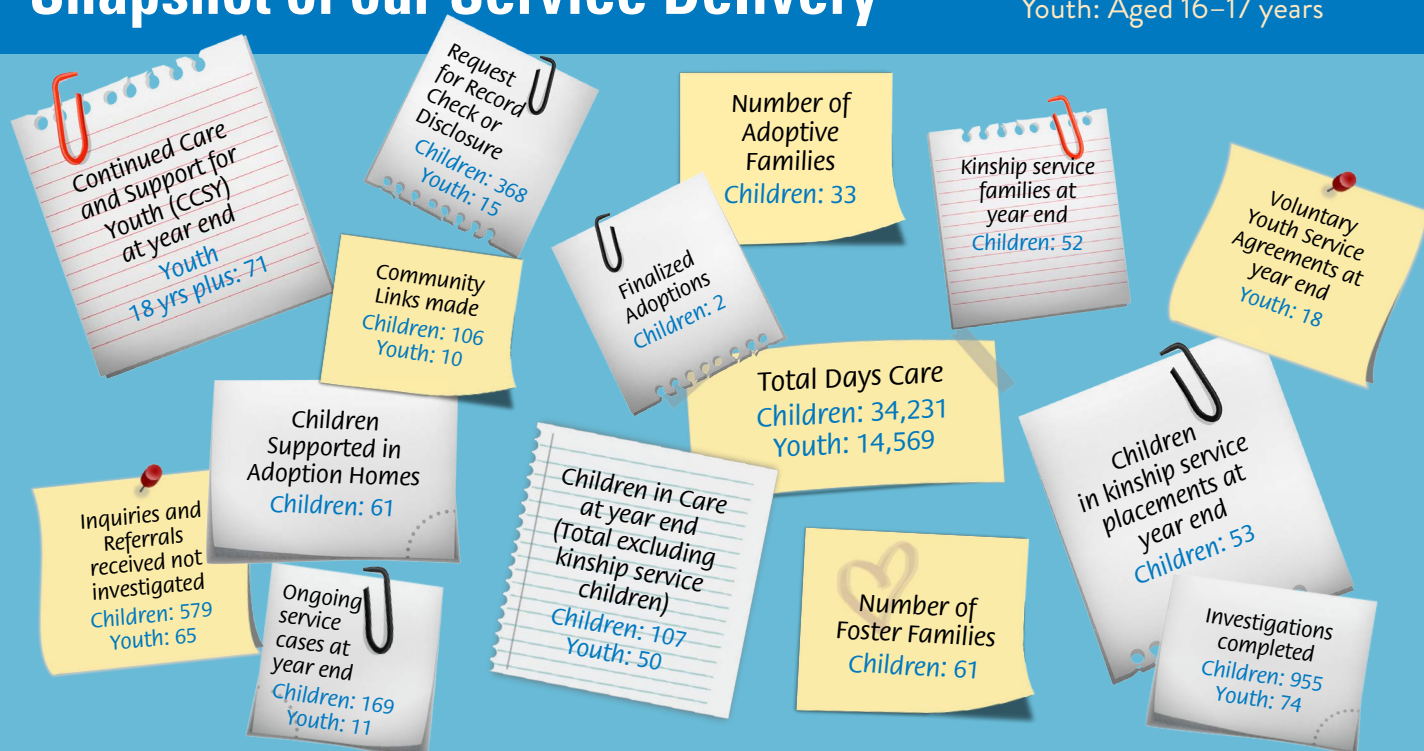 Snapshot of our Service Delivery
Youth: Aged 16–17 years
Continued Care
and Support for
Youth (CCSY)
at year end
Youth
18 yrs plus: 71
Request
for Record
Check or
Disclosure
Children: 368
Youth: 15
Number of
Adoptive
Families
Children: 33
Kinship service
families at
year end
Children: 52
Voluntary
Youth Service
Agreements at
year end
Youth: 18
Community
Links made
Children: 106
Youth: 10
Finalized
Adoptions
Children: 2
Total Days Care
Children: 34,231
Youth: 14,569
Children
Supported in
Adoption Homes
Children: 61
Children
in kinship service
placements at
year end
Children: 53
Inquiries and
Referrals
received not
investigated
Children: 579
Youth: 65
Ongoing
service
cases at
year end
Children: 169
Youth: 11
Children in Care
at year end
(Total excluding
kinship service
children)
Children: 107
Youth: 50
Number of
Foster Families
Children: 61
Investigations
completed
Children: 955
Youth: 74